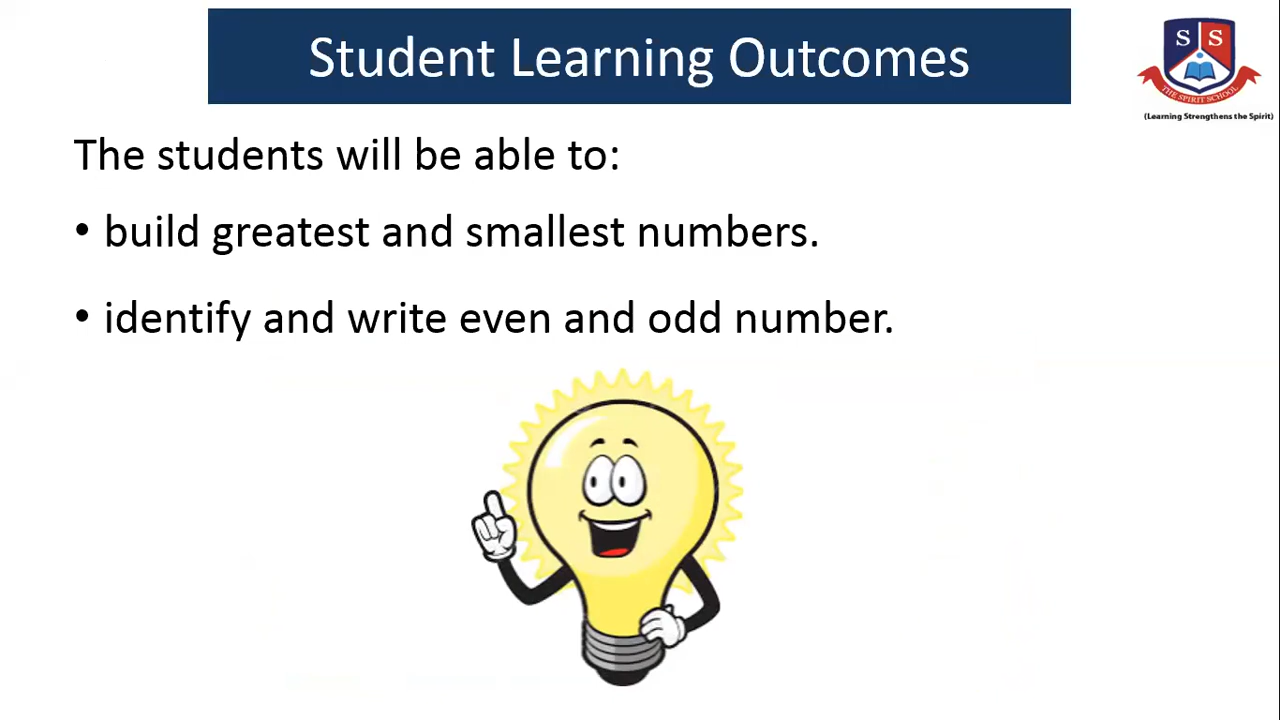 Student Learning Outcomes
S S
THE SPIRIT SCHOOL
(Learning Strengthens the Spirit)
The students will be able to:
• build greatest and smallest numbers.
• identify and write even and odd number.